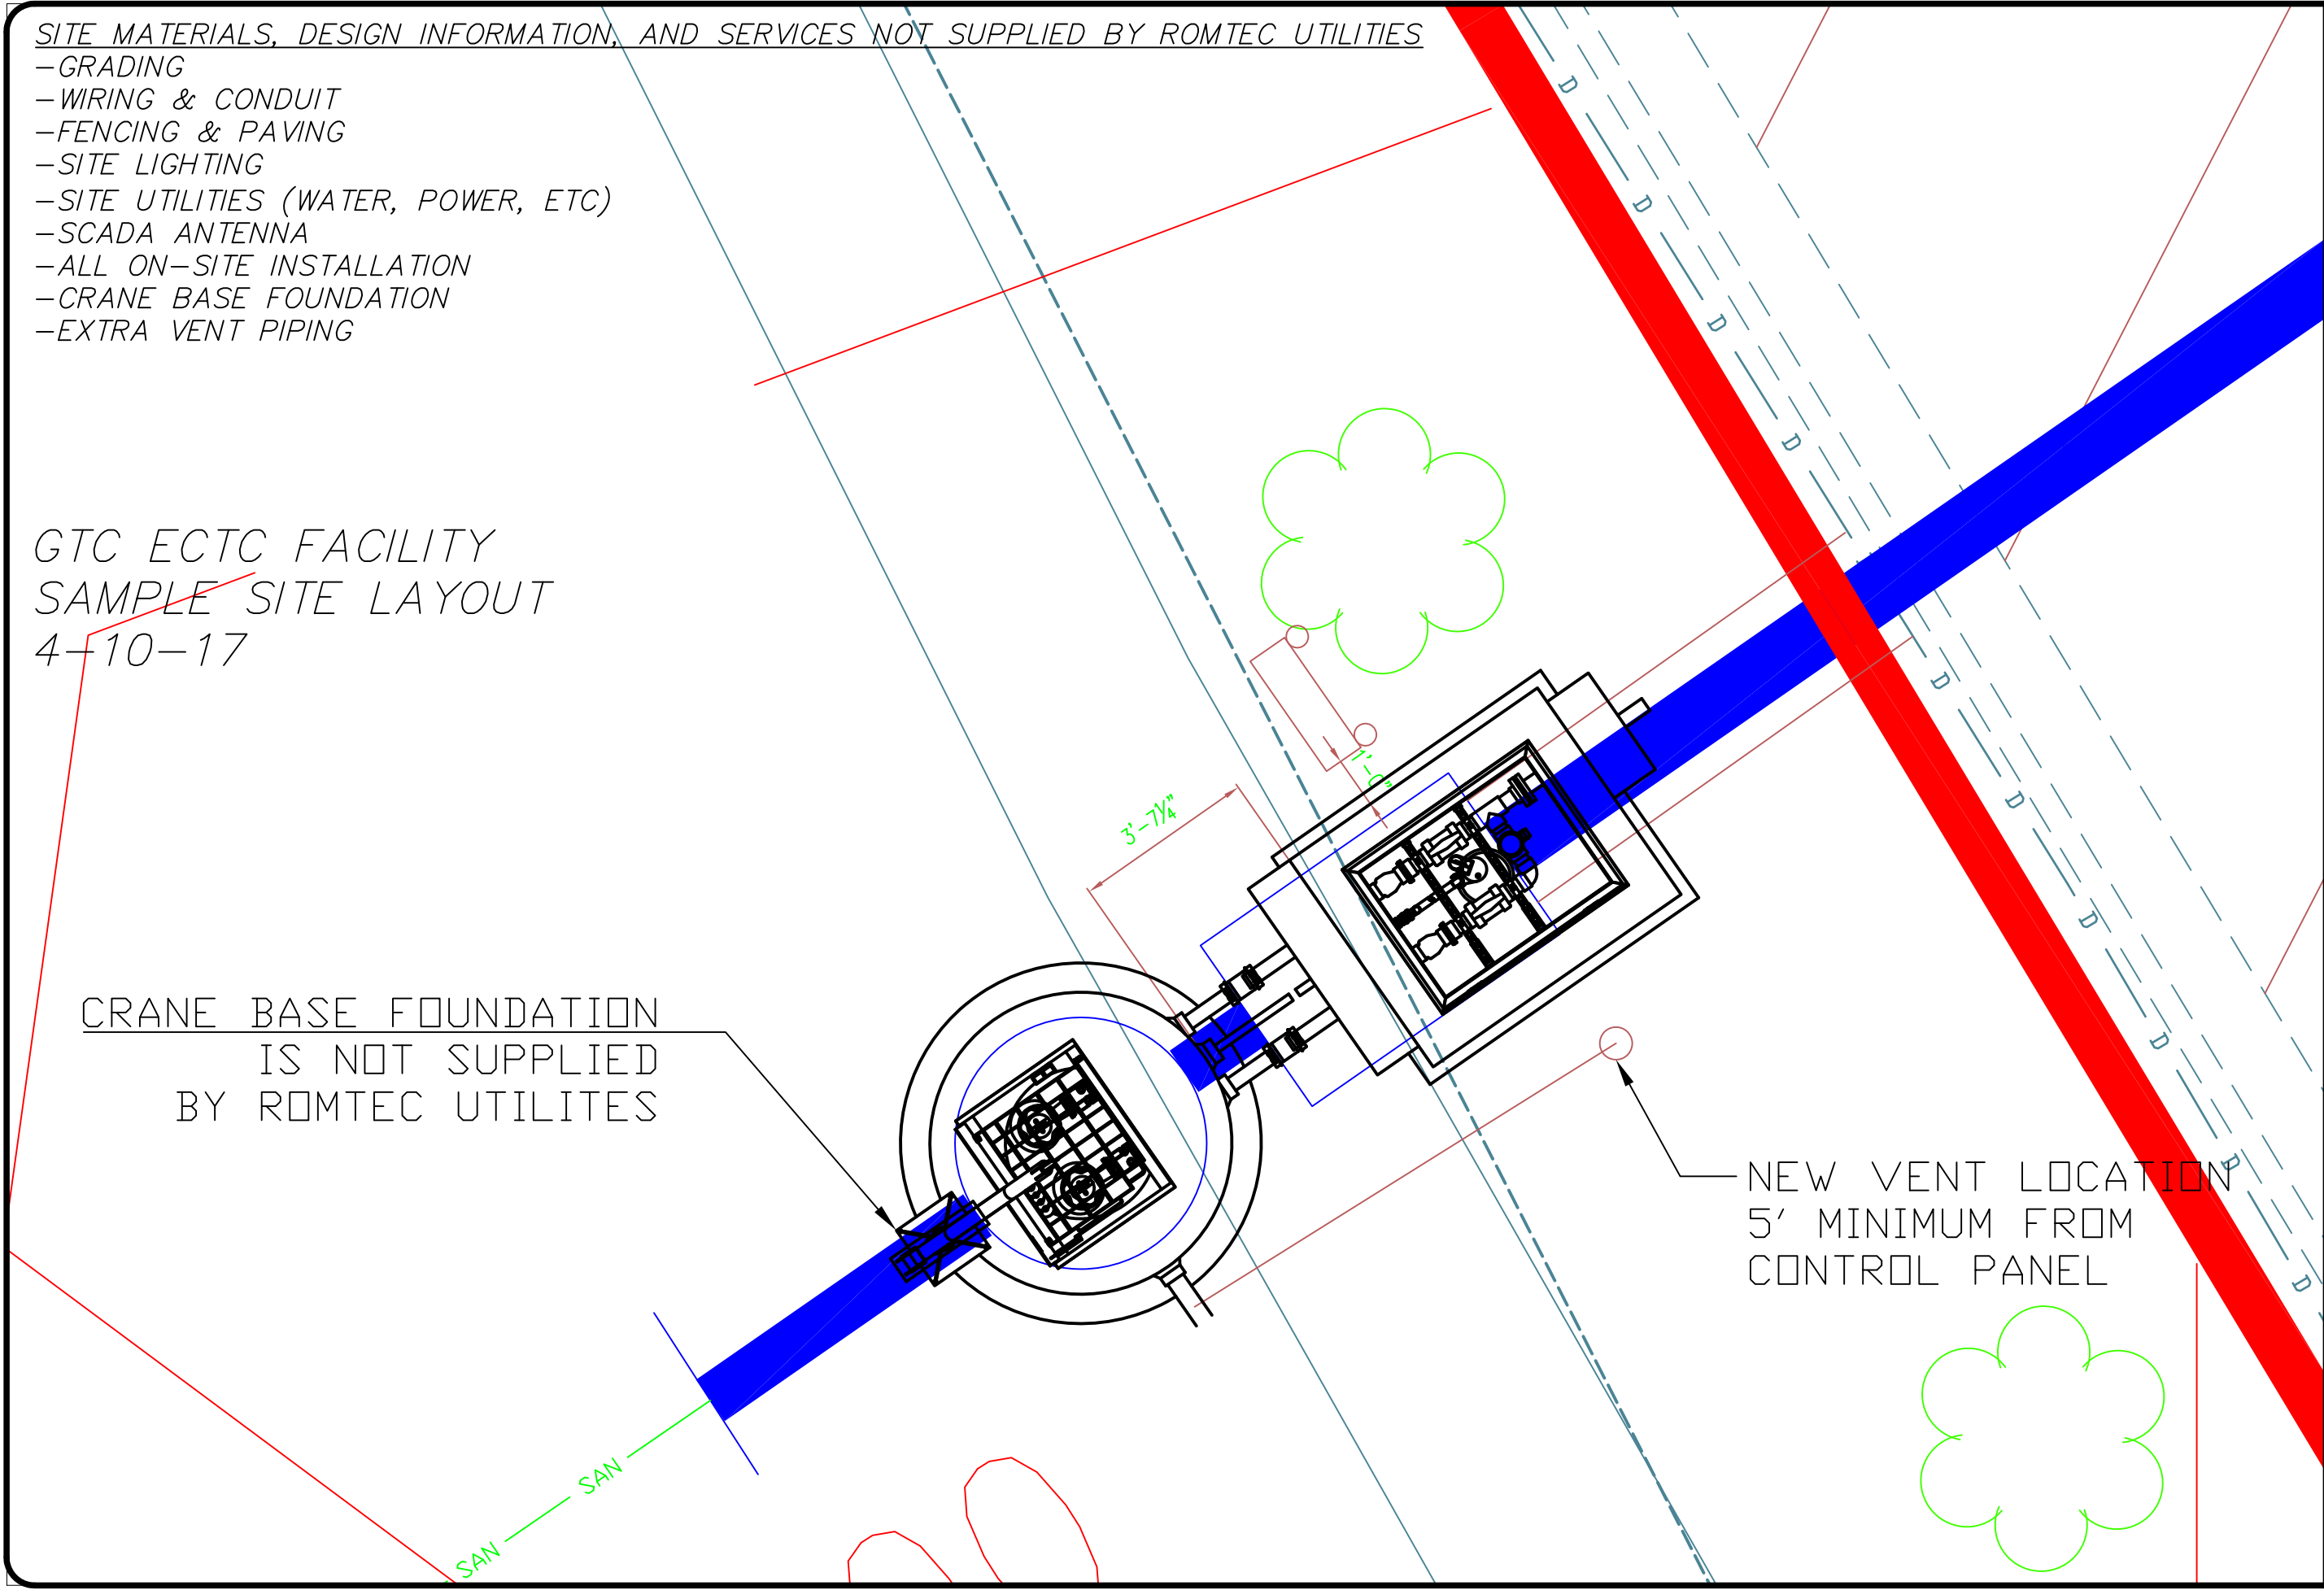 SITE MATERIALS, DESIGN INFORMATION, AND SERVICES NOT SUPPLIED BY ROMTEC UTILITIES
-GRADING
-WIRING & CONDUIT
-FENCING & PAVING
-SITE LIGHTING
-SITE UTILITIES (WATER, POWER, ETC)
-SCADA ANTENNA
-ALL ON-SITE INSTALLATION
-CRANE BASE FOUNDATION
-EXTRA VENT PIPING
GTC ECTC FACILITY
SAMPLE SITE LAYOUT
4-10-17
D
D
D
D
1'-0"
3'-7¼"
D
D
D
D
D
D
CRANE BASE FOUNDATION
IS NOT SUPPLIED
BY ROMTEC UTILITES
NEW VENT LOCATION
5' MINIMUM FROM
CONTROL PANEL
SAN
SAN